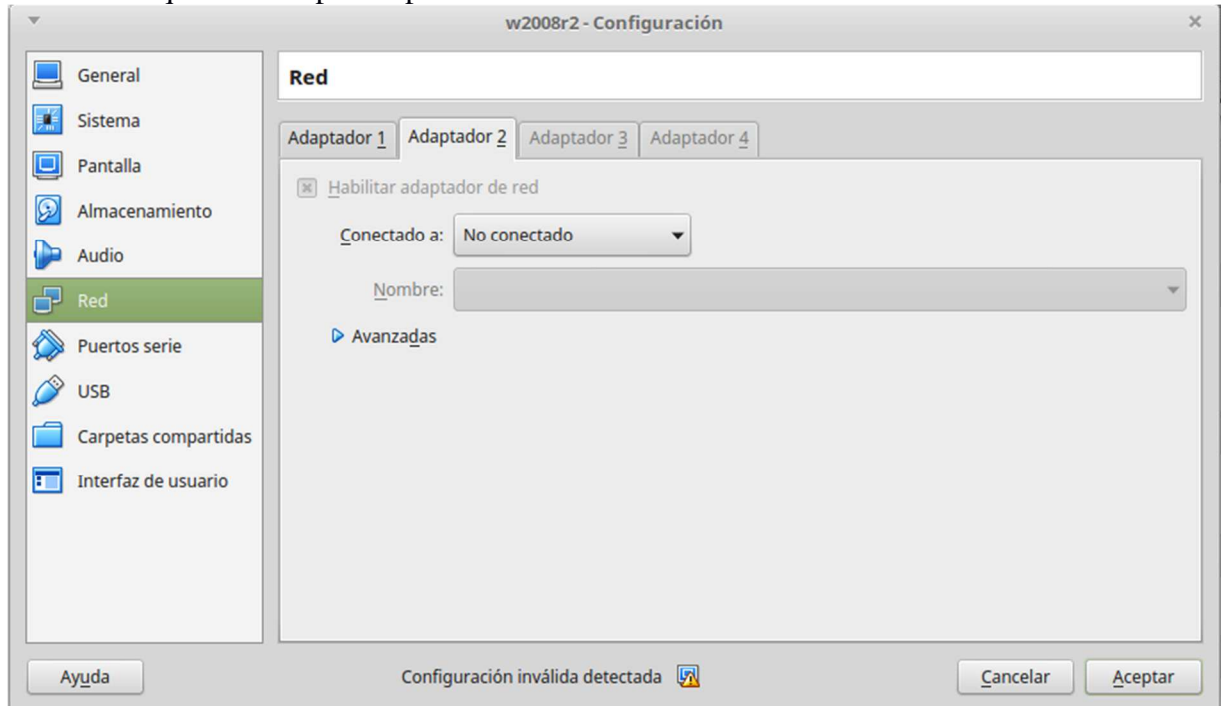 w2008r2 - Configuración
General
Sistema
Pantalla
Almacenamiento
Audio
Red
Puertos serie
USB
Carpetas compartidas
Interfaz de usuario
Red
Adaptador 1 Adaptador 2 Adaptador 3 Adaptador 4
Habilitar adaptador de red
Conectado a: No conectado
Nombre:
Avanzadas
Ayuda
Configuración inválida detectada
Cancelar Aceptar